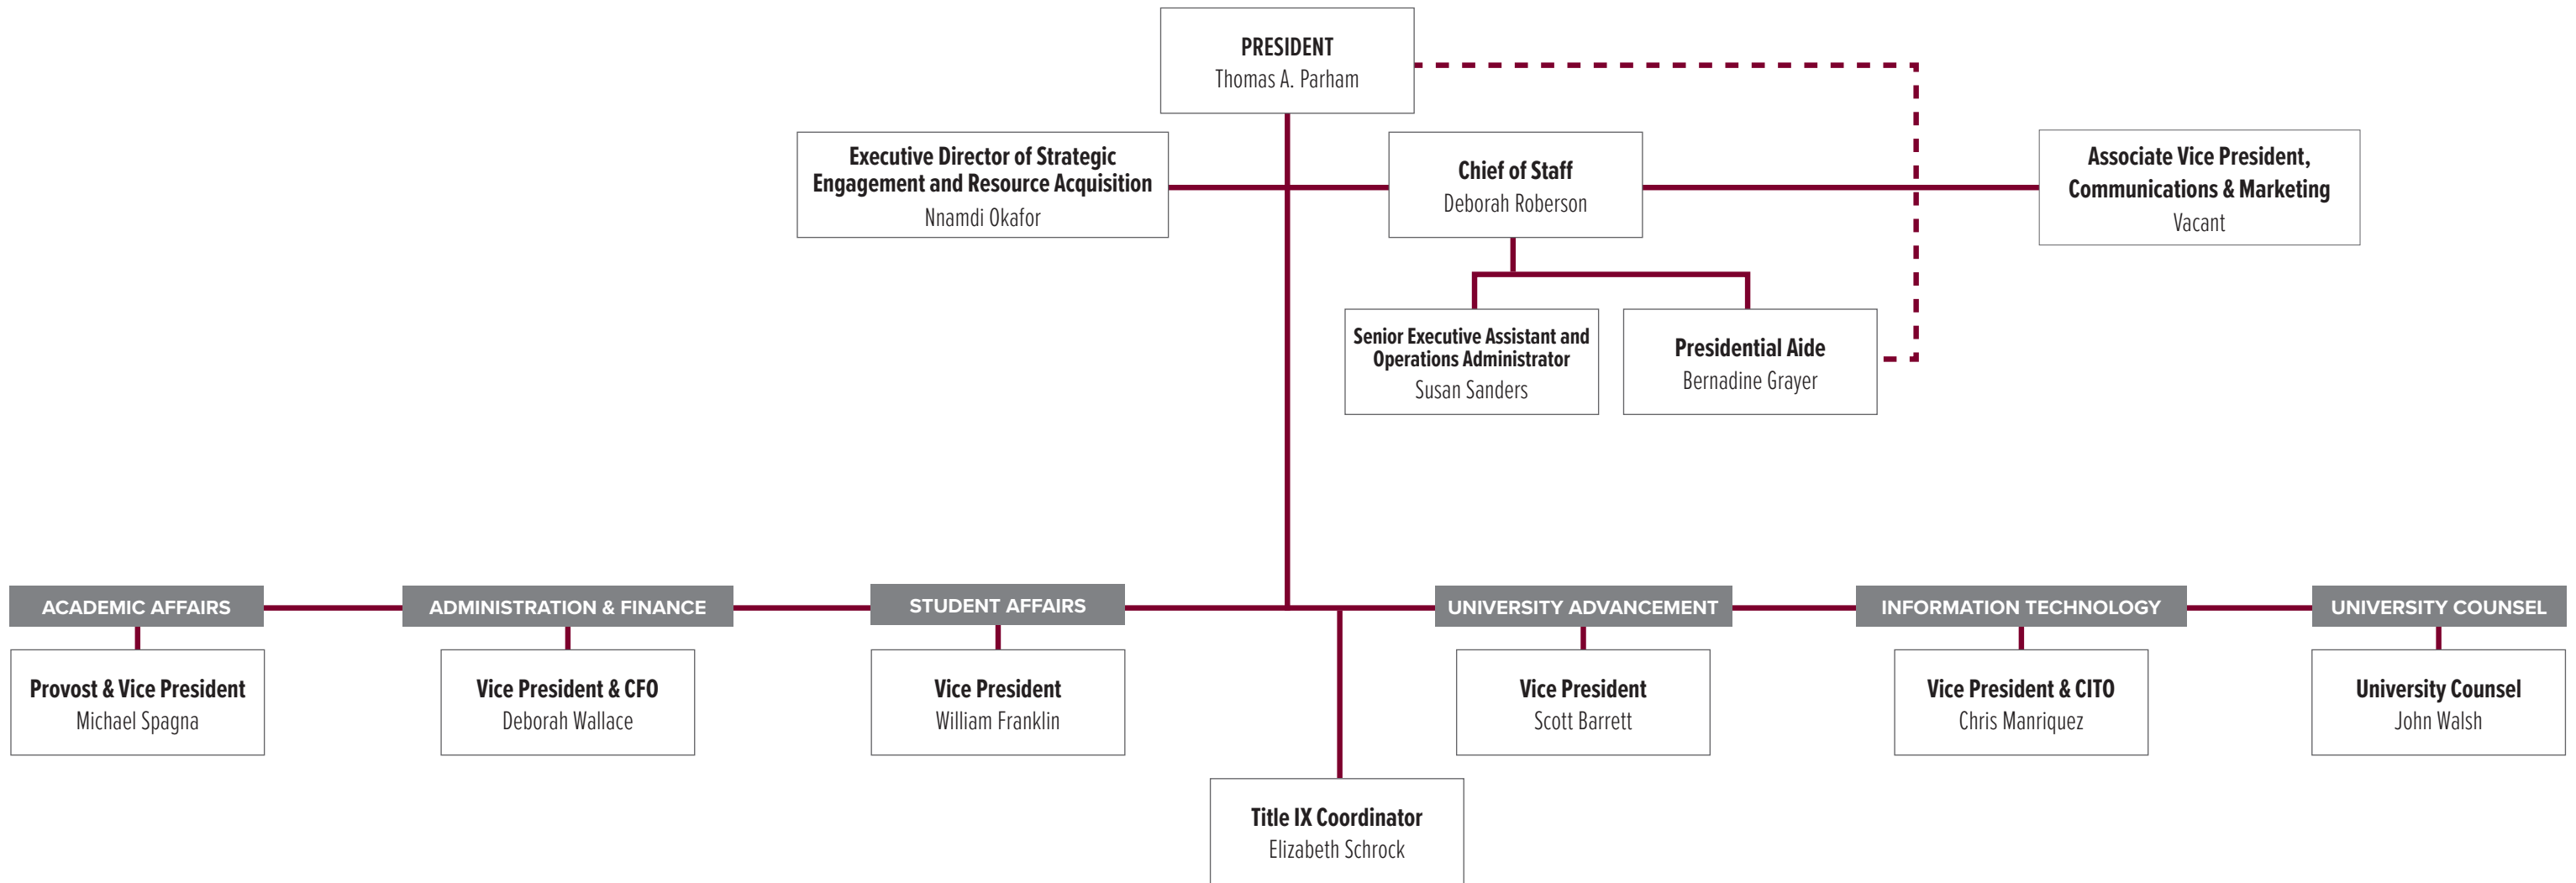 PRESIDENT
Thomas A. Parham
Executive Director of Strategic
Engagement and Resource Acquisition
Nnamdi Okafor
Chief of Staff
Deborah Roberson
Associate Vice President,
Communications & Marketing
Vacant
Senior Executive Assistant and
Operations Administrator
Susan Sanders
Presidential Aide
Bernadine Grayer
ACADEMIC AFFAIRS
Provost & Vice President
Michael Spagna
ADMINISTRATION & FINANCE
Vice President & CFO
Deborah Wallace
STUDENT AFFAIRS
Vice President
William Franklin
UNIVERSITY ADVANCEMENT
Vice President
Scott Barrett
INFORMATION TECHNOLOGY
Vice President & CITO
Chris Manriquez
UNIVERSITY COUNSEL
University Counsel
John Walsh
Title IX Coordinator
Elizabeth Schrock